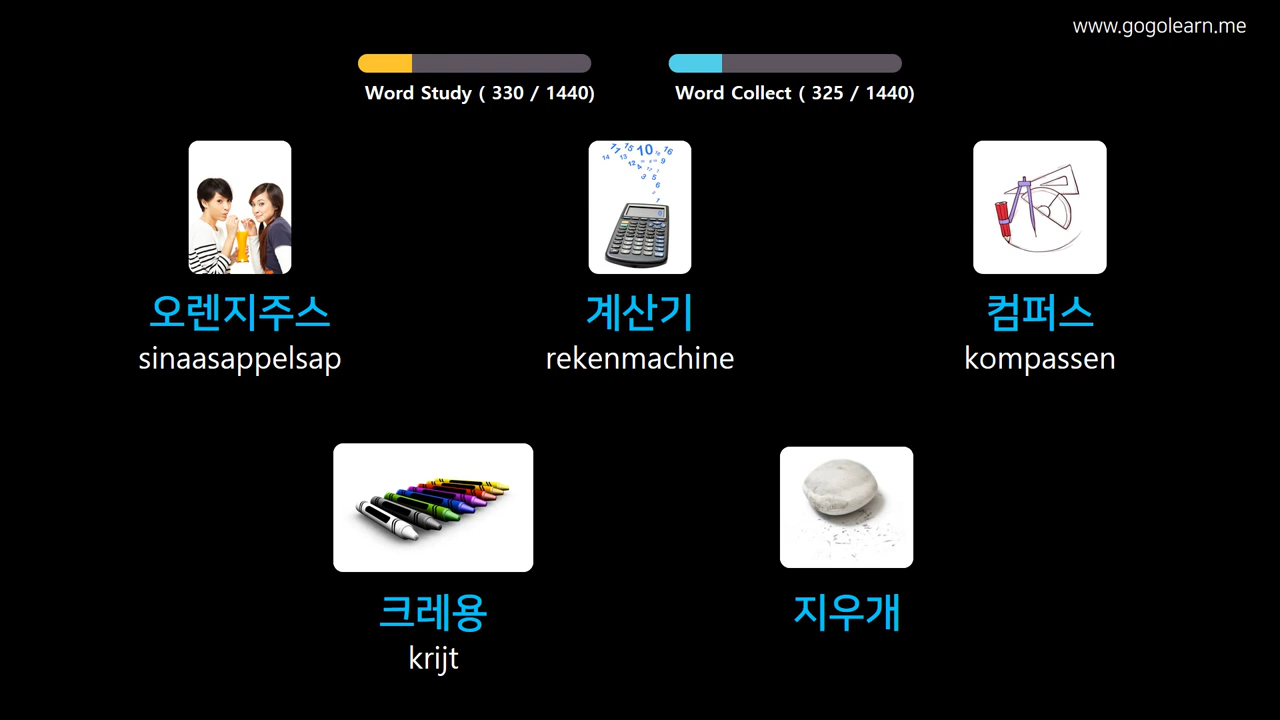 www.gogolearn.me
Word Study ( 330 / 1440)
Word Collect ( 325 / 1440)
오렌지주스
sinaasappelsap
계산기
rekenmachine
컴퍼스
kompassen
크레용
krijt
지우개